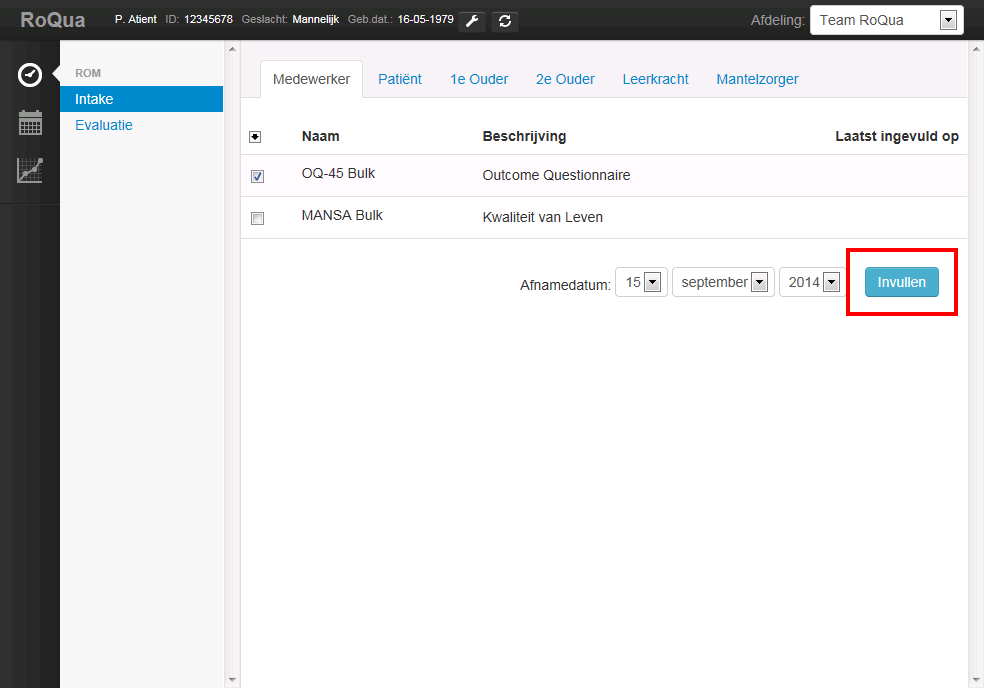 RoQua P. Atient ID: 12345678 Geslacht: Mannelijk Geb.dat.: 16-05-1979 Afdeling: Team RoQua
ROM
Intake
Evaluatie
Medewerker Patiënt 1e Ouder 2e Ouder Leerkracht Mantelzorger
Naam Beschrijving Laatst ingevuld op
OQ-45 Bulk Outcome Questionnaire
MANSA Bulk Kwaliteit van Leven
Afnamedatum: 15 september 2014 Invullen